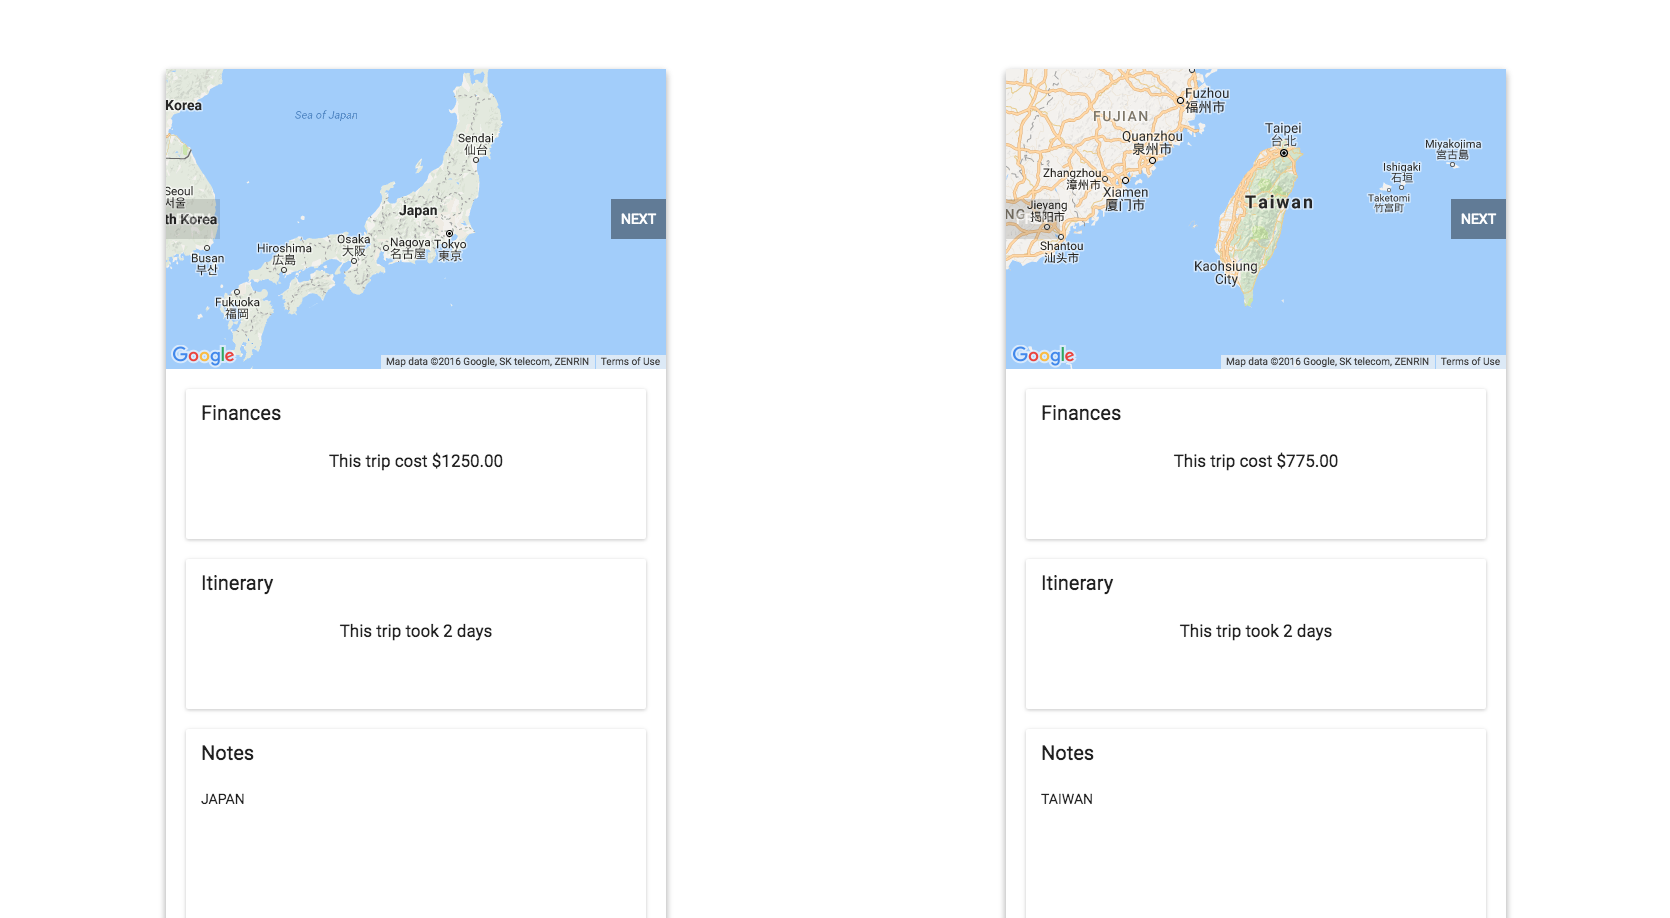 Korea
Sea of Japan
Sendai
仙台
Seoul
서울
th Korea
Japan
NEXT
Hiroshima
広島
Osaka
大阪
Nagoya
名古屋
Tokyo
東京
Busan
부산
Fukuoka
福岡
Google
Map data ©2016 Google, SK telecom, ZENRIN
Terms of Use
Finances
This trip cost $1250.00
Itinerary
This trip took 2 days
Notes
JAPAN
Fuzhou
福州市
FUJIAN
Quanzhou
泉州市
Taipei
台北
Miyakojima
宮古島
Ishigaki
石垣
Zhangzhou
漳州市
Xiamen
厦门市
Taketomi
竹富町
Taiwan
NG
Jieyang
揭阳市
NEXT
Shantou
汕头市
Kaohsiung
City
Google
Map data ©2016 Google, SK telecom, ZENRIN
Terms of Use
Finances
This trip cost $775.00
Itinerary
This trip took 2 days
Notes
TAIWAN